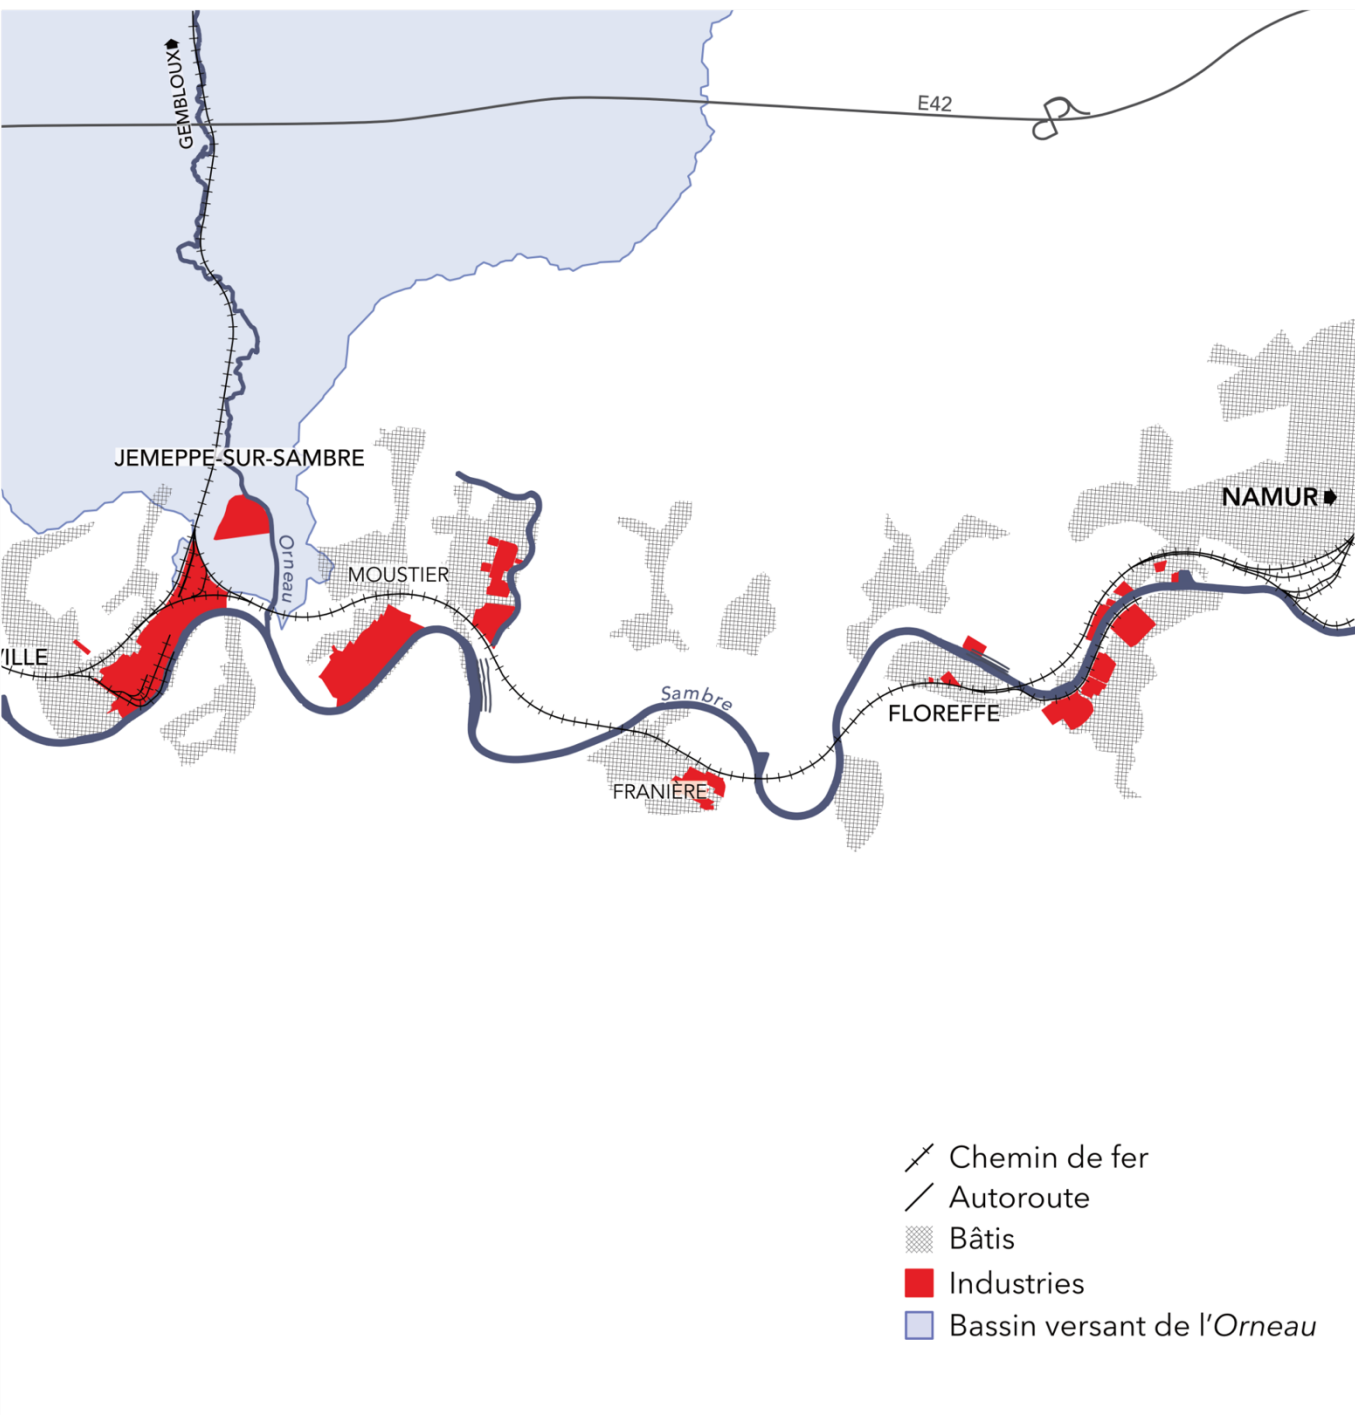 GEMBLOUX
E42
JEMEPPE-SUR-SAMBRE
NAMUR
Orneau
MOUSTIER
VILLE
Sambre
FLOREFFE
FRANIÈRE
Chemin de fer
Autoroute
Bâtis
Industries
Bassin versant de l'Orneau